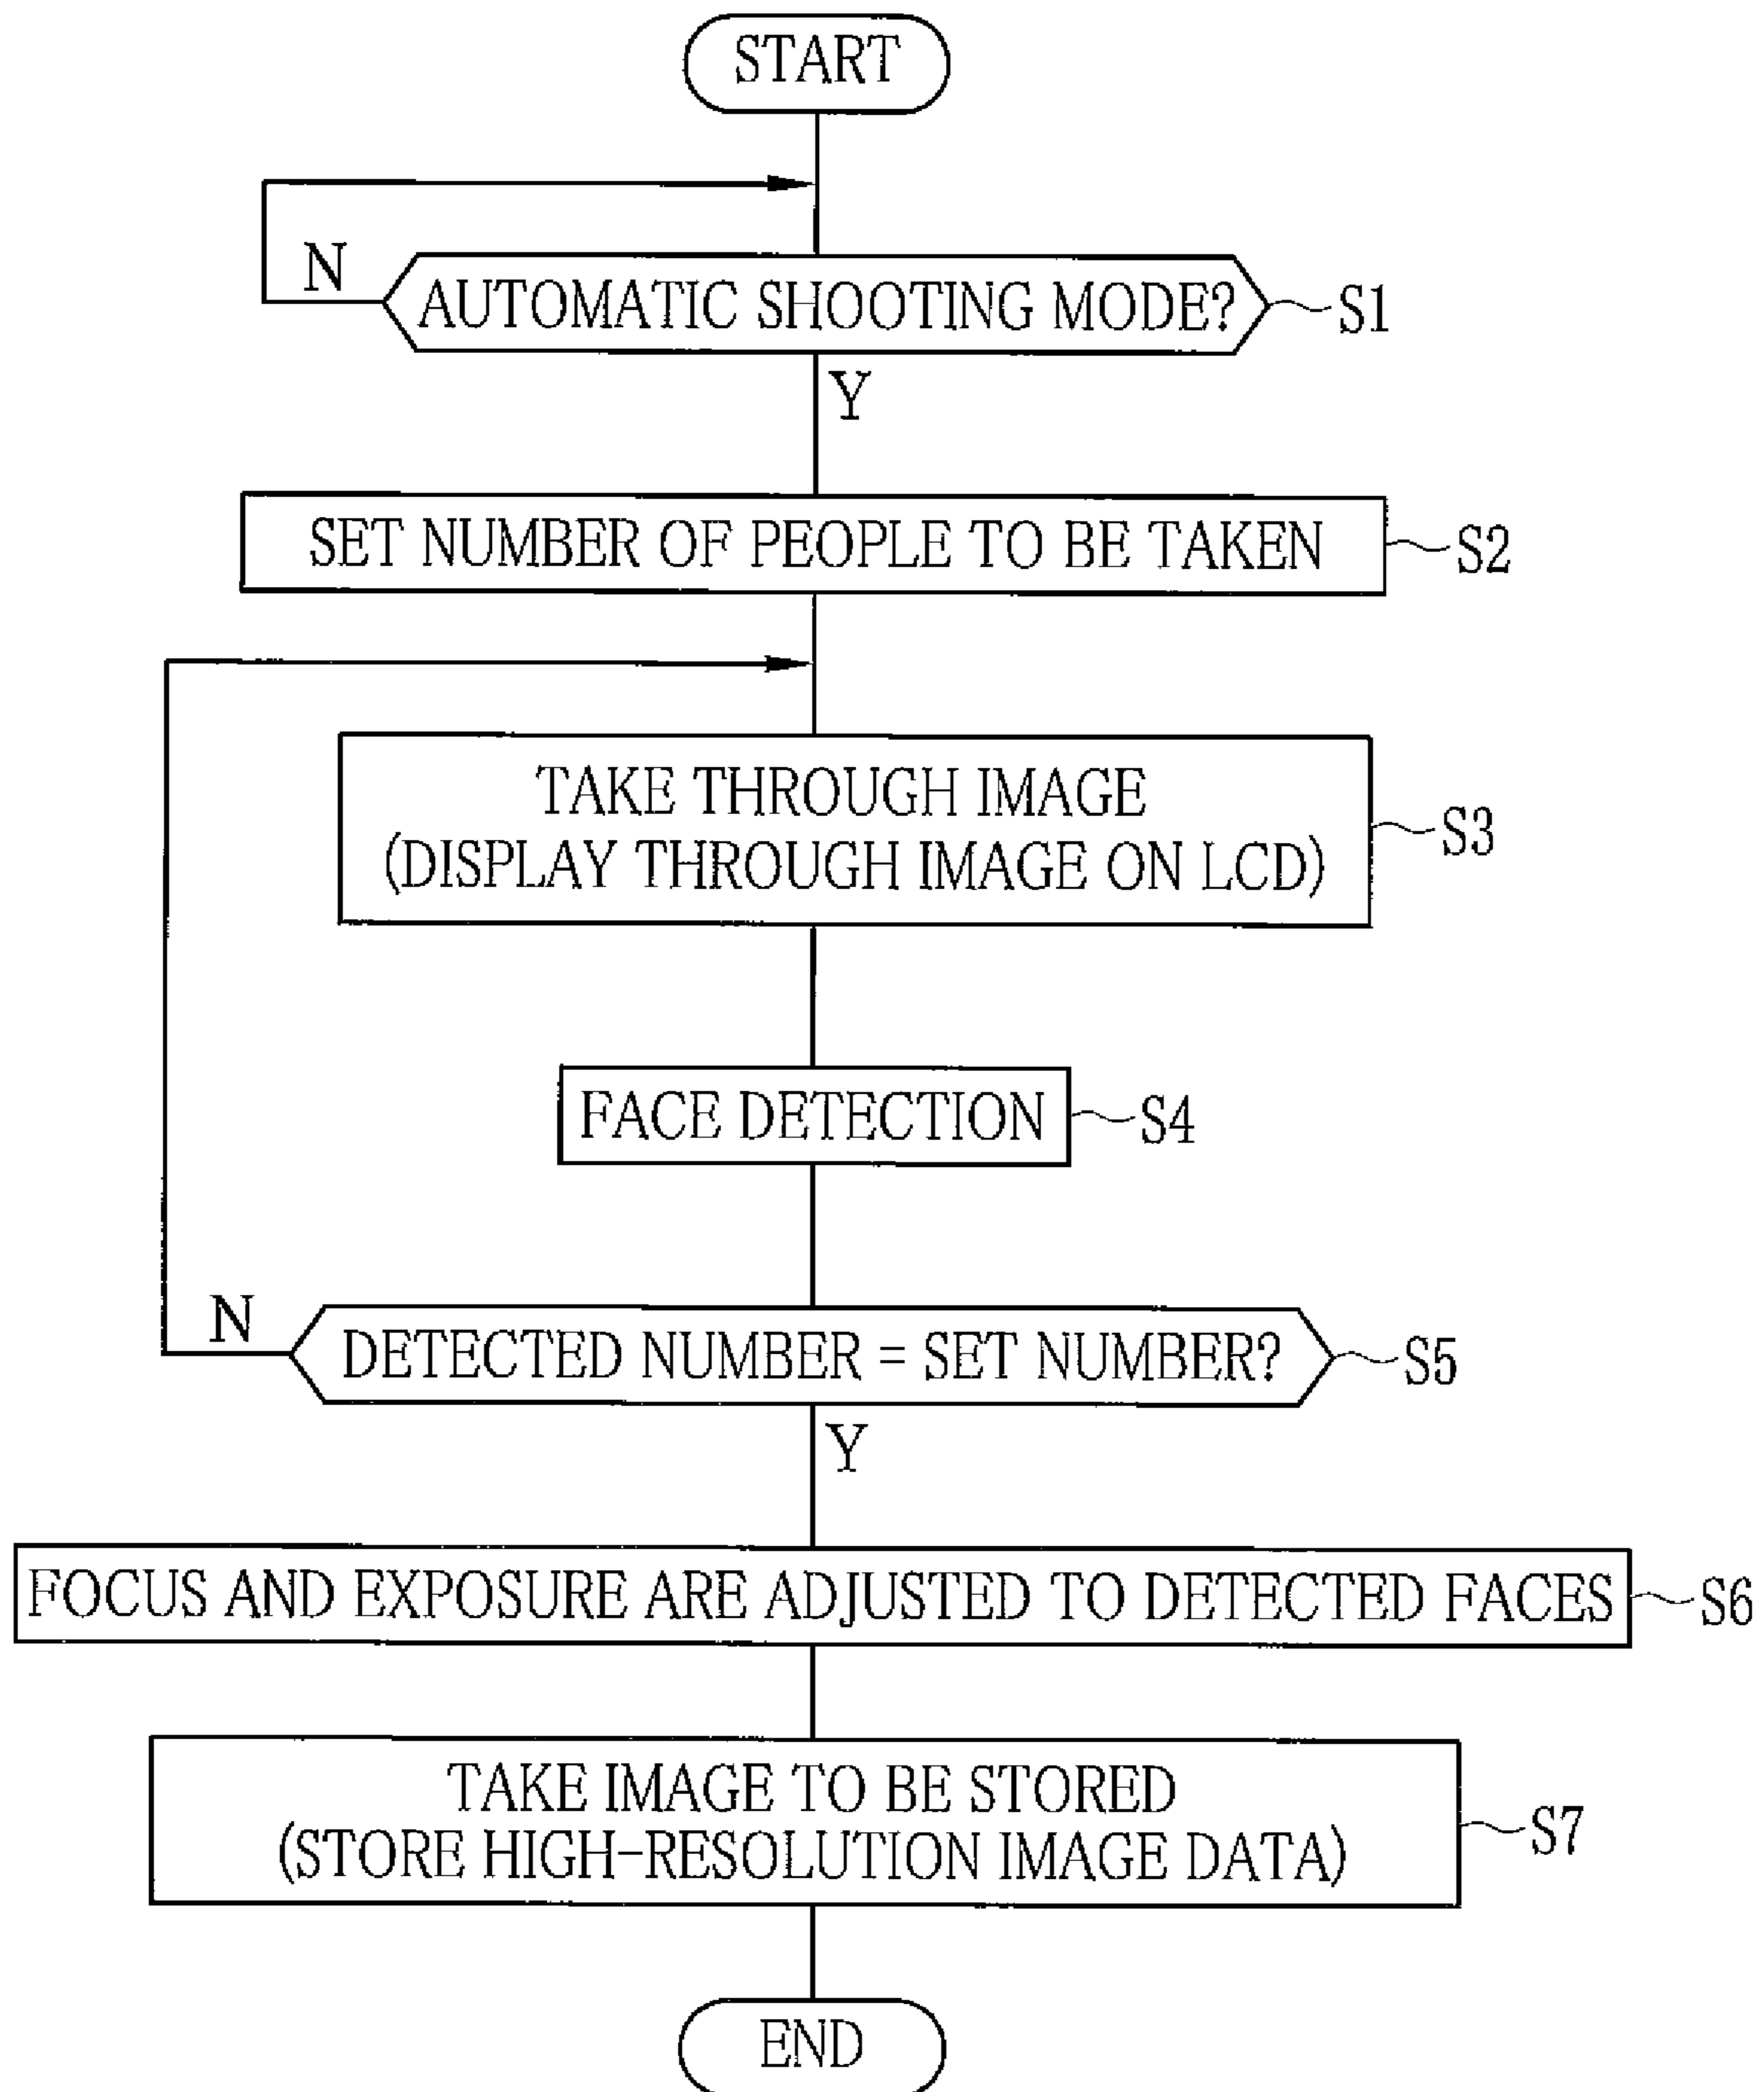 START
N
AUTOMATIC SHOOTING MODE? S1
Y
SET NUMBER OF PEOPLE TO BE TAKEN S2
TAKE THROUGH IMAGE
(DISPLAY THROUGH IMAGE ON LCD) S3
FACE DETECTION S4
N
DETECTED NUMBER = SET NUMBER? S5
Y
FOCUS AND EXPOSURE ARE ADJUSTED TO DETECTED FACES S6
TAKE IMAGE TO BE STORED
(STORE HIGH-RESOLUTION IMAGE DATA) S7
END